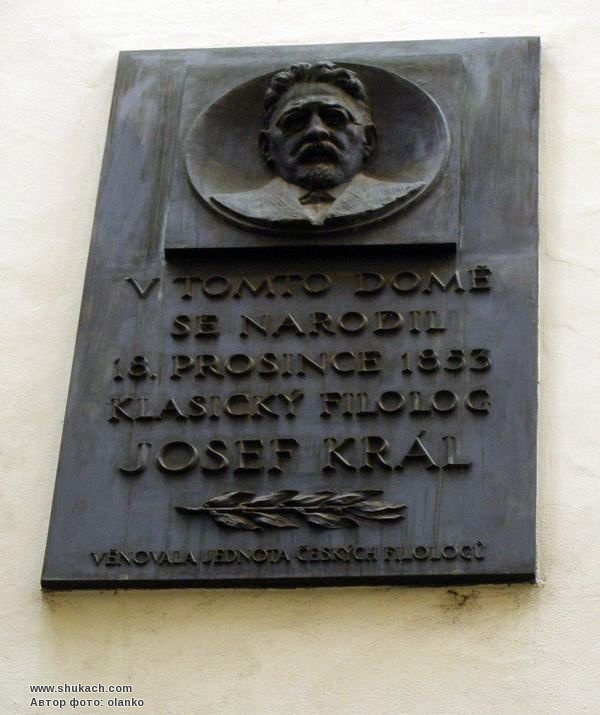 V TOMTO DOMĚ
SE NARODIL
18. PROSINCE 1853
KLASICKÝ FILOLOG
JOSEF KRÁL
VĚNOVALA JEDNOTA ČESKÝCH FILOLOGŮ
www.shukach.com
Автор фото: olanko